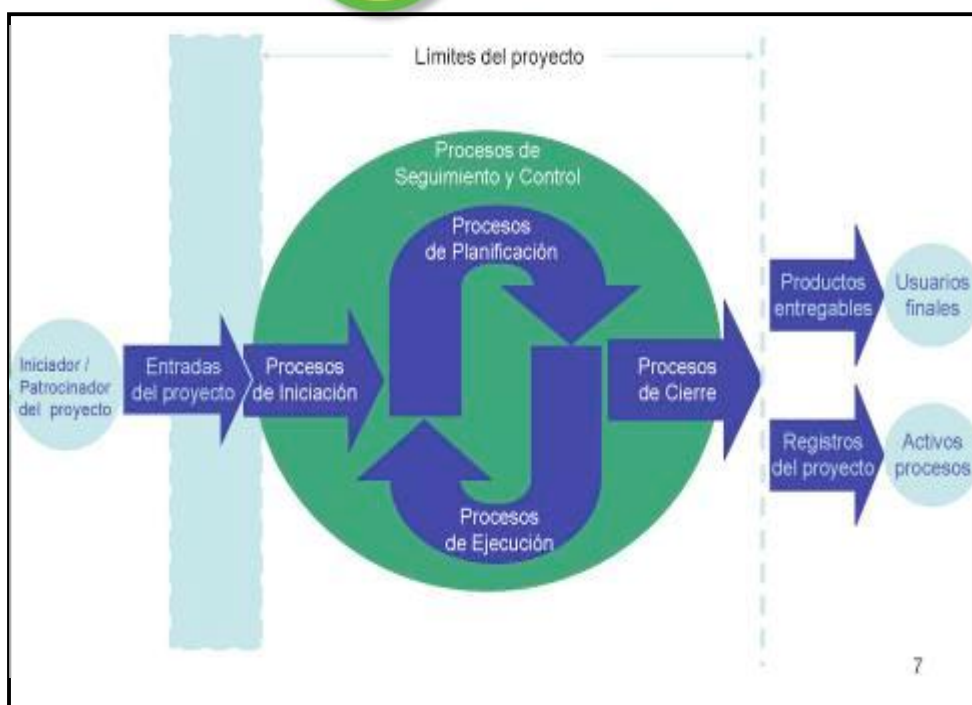 Límites del proyecto
Procesos de
Seguimiento y Control
Procesos
de Planificación
Iniciador /
Patrocinador
del proyecto
Entradas
del proyecto
Procesos
de Iniciación
Procesos
de Cierre
Procesos
de Ejecución
Productos
entregables
Usuarios
finales
Registros
del proyecto
Activos
procesos
7